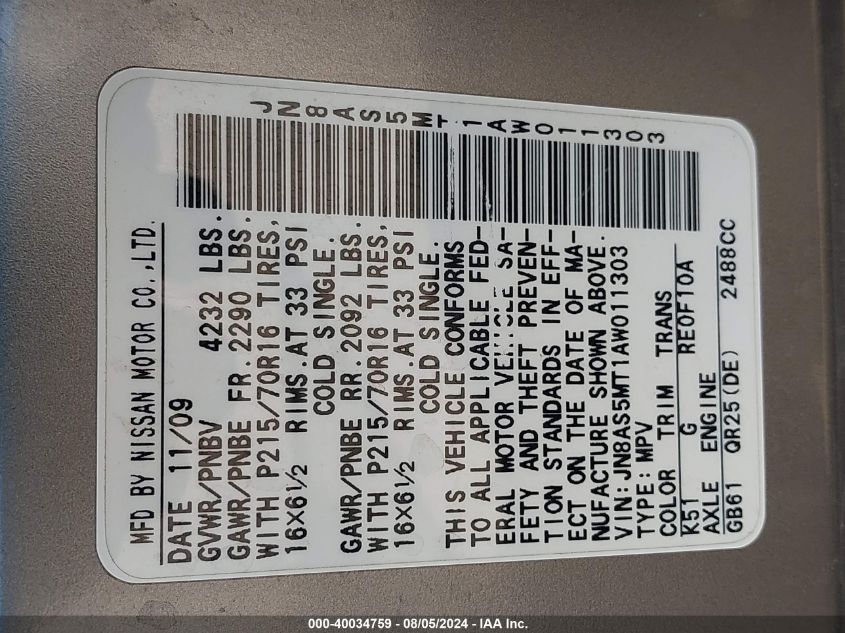 MFD BY NISSAN MOTOR CO.,LTD.
DATE 11/09
GVWR/PNBV 4232 LBS.
GAWR/PNBE FR. 2290 LBS.
WITH P215/70R16 TIRES,
16X6½ RIMS.AT 33 PSI
COLD SINGLE.
GAWR/PNBE RR. 2092 LBS.
WITH P215/70R16 TIRES,
16X6½ RIMS.AT 33 PSI
COLD SINGLE.
THIS VEHICLE CONFORMS
TO ALL APPLICABLE FED-
ERAL MOTOR VEHICLE SA-
FETY AND THEFT PREVEN-
TION STANDARDS IN EFF-
ECT ON THE DATE OF MA-
NUFACTURE SHOWN ABOVE.
VIN:JN8AS5MT1AW011303
TYPE:MPV
COLOR TRIM TRANS
K51 G RE0F10A
AXLE ENGINE
GB61 QR25(DE) 2488CC
JN8AS5MT1AW011303
000-40034759 - 08/05/2024 - IAA Inc.